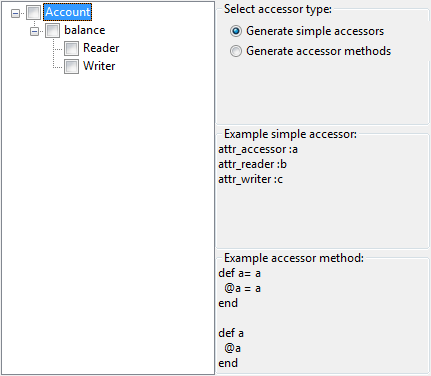 Account
balance
Reader
Writer
Select accessor type:
Generate simple accessors
Generate accessor methods
Example simple accessor:
attr_accessor :a
attr_reader :b
attr_writer :c
Example accessor method:
def a= a
  @a = a
end

def a
  @a
end